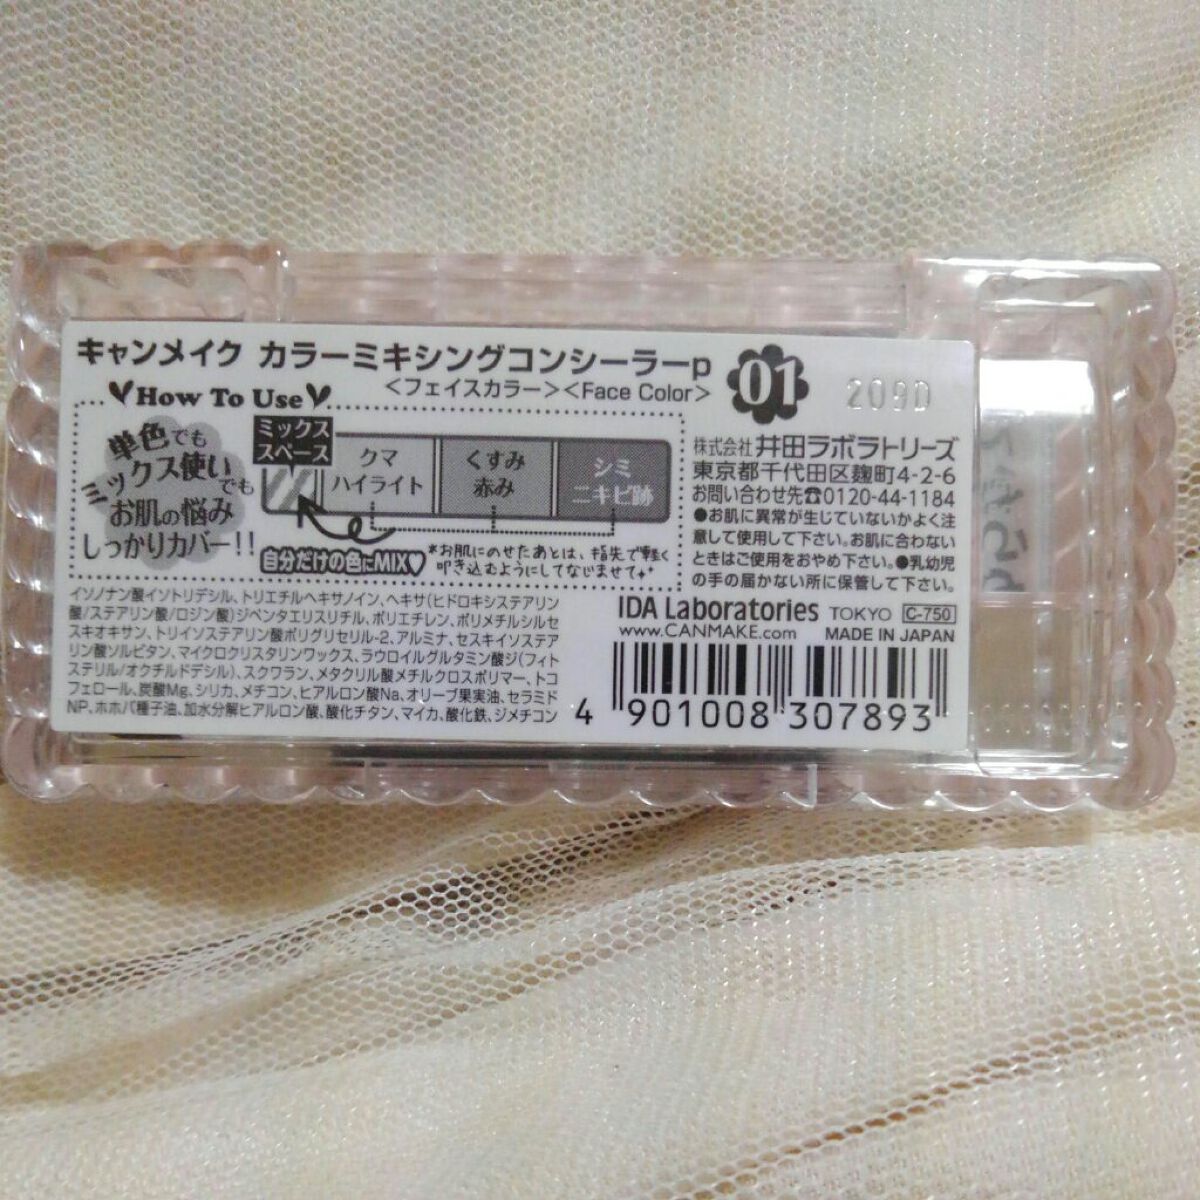 キャンメイク カラーミキシングコンシーラーp
<フェイスカラー><Face Color>
01
209D
How To Use
単色でも
ミックス使いでも
お肌の悩み
しっかりカバー!!
ミックス
スペース
クマ
ハイライト
くすみ
赤み
シミ
ニキビ跡
自分だけの色にMIX♥
*お肌にのせたあとは、指先で軽く
叩き込むようにしてなじませて
株式会社 井田ラボラトリーズ
東京都千代田区麹町4-2-6
お問い合わせ先☎0120-44-1184
●お肌に異常が生じていないかよく注
意して使用して下さい。お肌に合わない
ときはご使用をおやめ下さい。●乳幼児
の手の届かない所に保管して下さい。
イソノナン酸イソトリデシル、トリエチルヘキサノイン、ヘキサ(ヒドロキシステアリン
酸/ステアリン酸/ロジン酸)ジペンタエリスリチル、ポリエチレン、ポリメチルシルセ
スキオキサン、トリイソステアリン酸ポリグリセリル-2、アルミナ、セスキイソステア
リン酸ソルビタン、マイクロクリスタリンワックス、ラウロイルグルタミン酸ジ(フィト
ステリル/オクチルドデシル)、スクワラン、メタクリル酸メチルクロスポリマー、トコ
フェロール、炭酸Mg、シリカ、メチコン、ヒアルロン酸Na、オリーブ果実油、セラミド
NP、ホホバ種子油、加水分解ヒアルロン酸、酸化チタン、マイカ、酸化鉄、ジメチコン
IDA Laboratories TOKYO C-750
www.CANMAKE.com MADE IN JAPAN
4 901008 307893